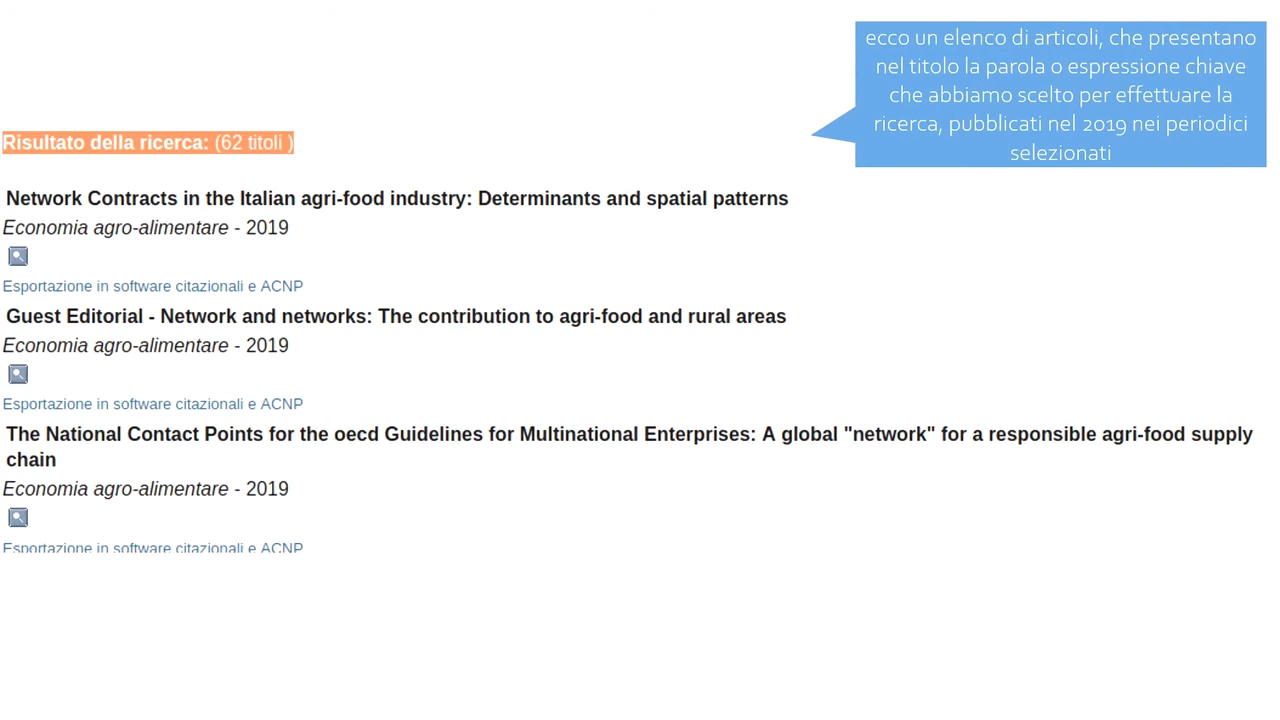 ecco un elenco di articoli, che presentano
nel titolo la parola o espressione chiave
che abbiamo scelto per effettuare la
ricerca, pubblicati nel 2019 nei periodici
selezionati
Risultato della ricerca: (62 titoli )
Network Contracts in the Italian agri-food industry: Determinants and spatial patterns
Economia agro-alimentare - 2019
Esportazione in software citazionali e ACNP
Guest Editorial - Network and networks: The contribution to agri-food and rural areas
Economia agro-alimentare - 2019
Esportazione in software citazionali e ACNP
The National Contact Points for the oecd Guidelines for Multinational Enterprises: A global "network" for a responsible agri-food supply
chain
Economia agro-alimentare - 2019
Esportazione in software citazionali e ACNP